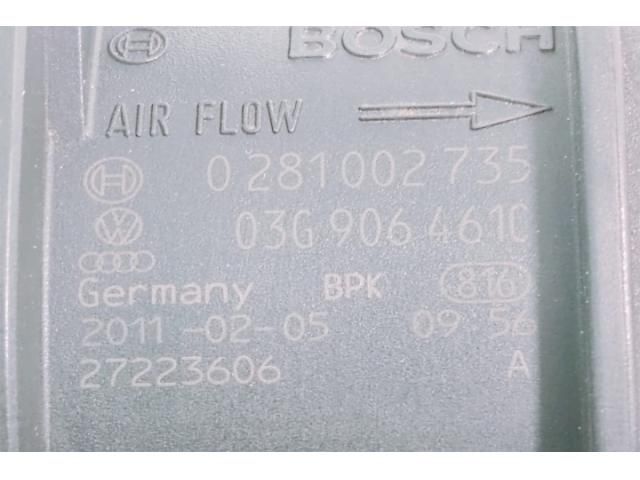 BOSCH
AIR FLOW
0 281 002 735
03G 906 461C
Germany BPK 816
2011-02-05 09 56
27223606 A